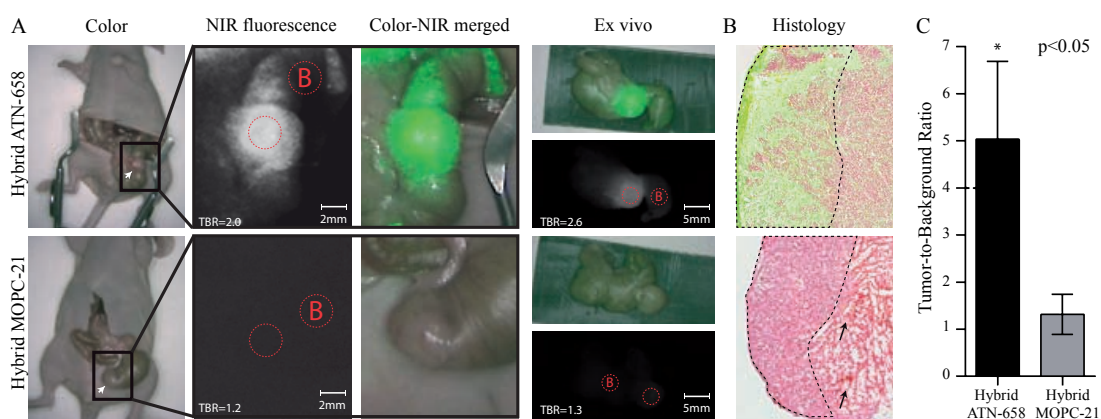 A
Color
NIR fluorescence
Color-NIR merged
Ex vivo
B
Histology
C
Hybrid ATN-658
B
TBR=2.0
2mm
B
TBR=2.6
5mm
Hybrid MOPC-21
B
TBR=1.2
2mm
B
TBR=1.3
5mm
Tumor-to-Background Ratio
7
6
5
4
3
2
1
0
*
p<0.05
Hybrid
ATN-658
Hybrid
MOPC-21